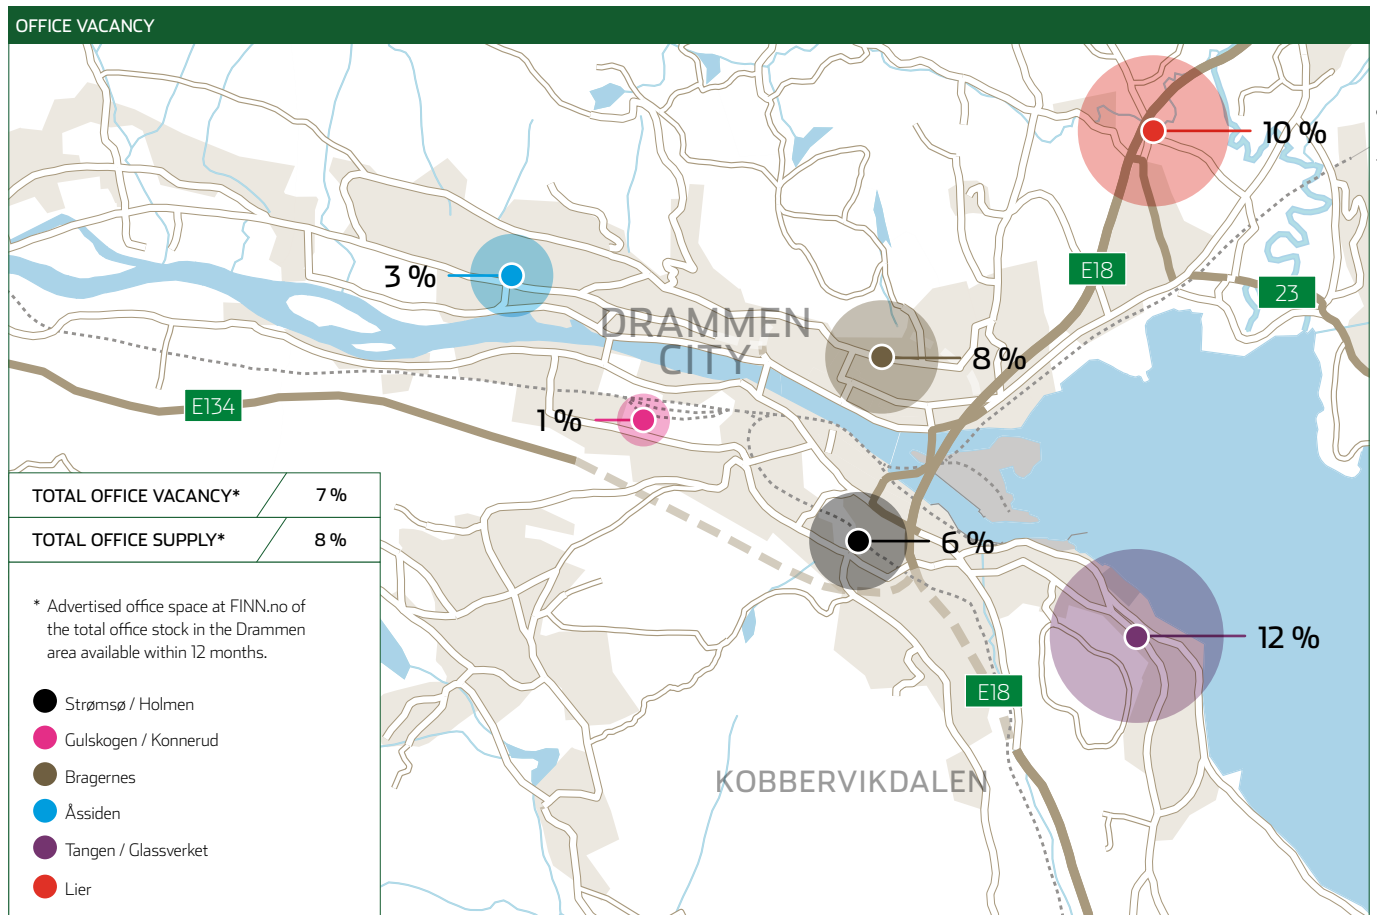 OFFICE VACANCY
10 %
E18
3 %
23
DRAMMEN
CITY
8 %
E134
1 %
TOTAL OFFICE VACANCY* 7 %
TOTAL OFFICE SUPPLY* 8 %
6 %
* Advertised office space at FINN.no of
the total office stock in the Drammen
area available within 12 months.
12 %
E18
Strømsø / Holmen
Gulskogen / Konnerud
Bragernes
Åssiden
Tangen / Glassverket
Lier
KOBBERVIKDALEN